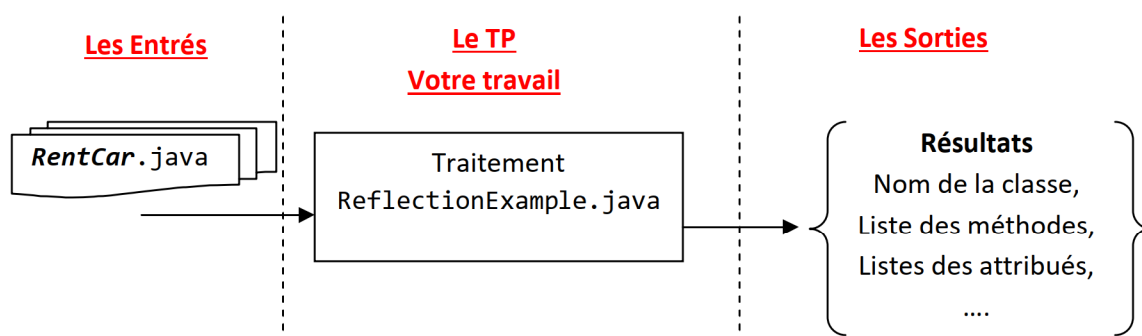 Les Entrés
Le TP
Votre travail
Les Sorties
RentCar.java
Traitement
ReflectionExample.java
Résultats
Nom de la classe,
Liste des méthodes,
Listes des attribués,
....